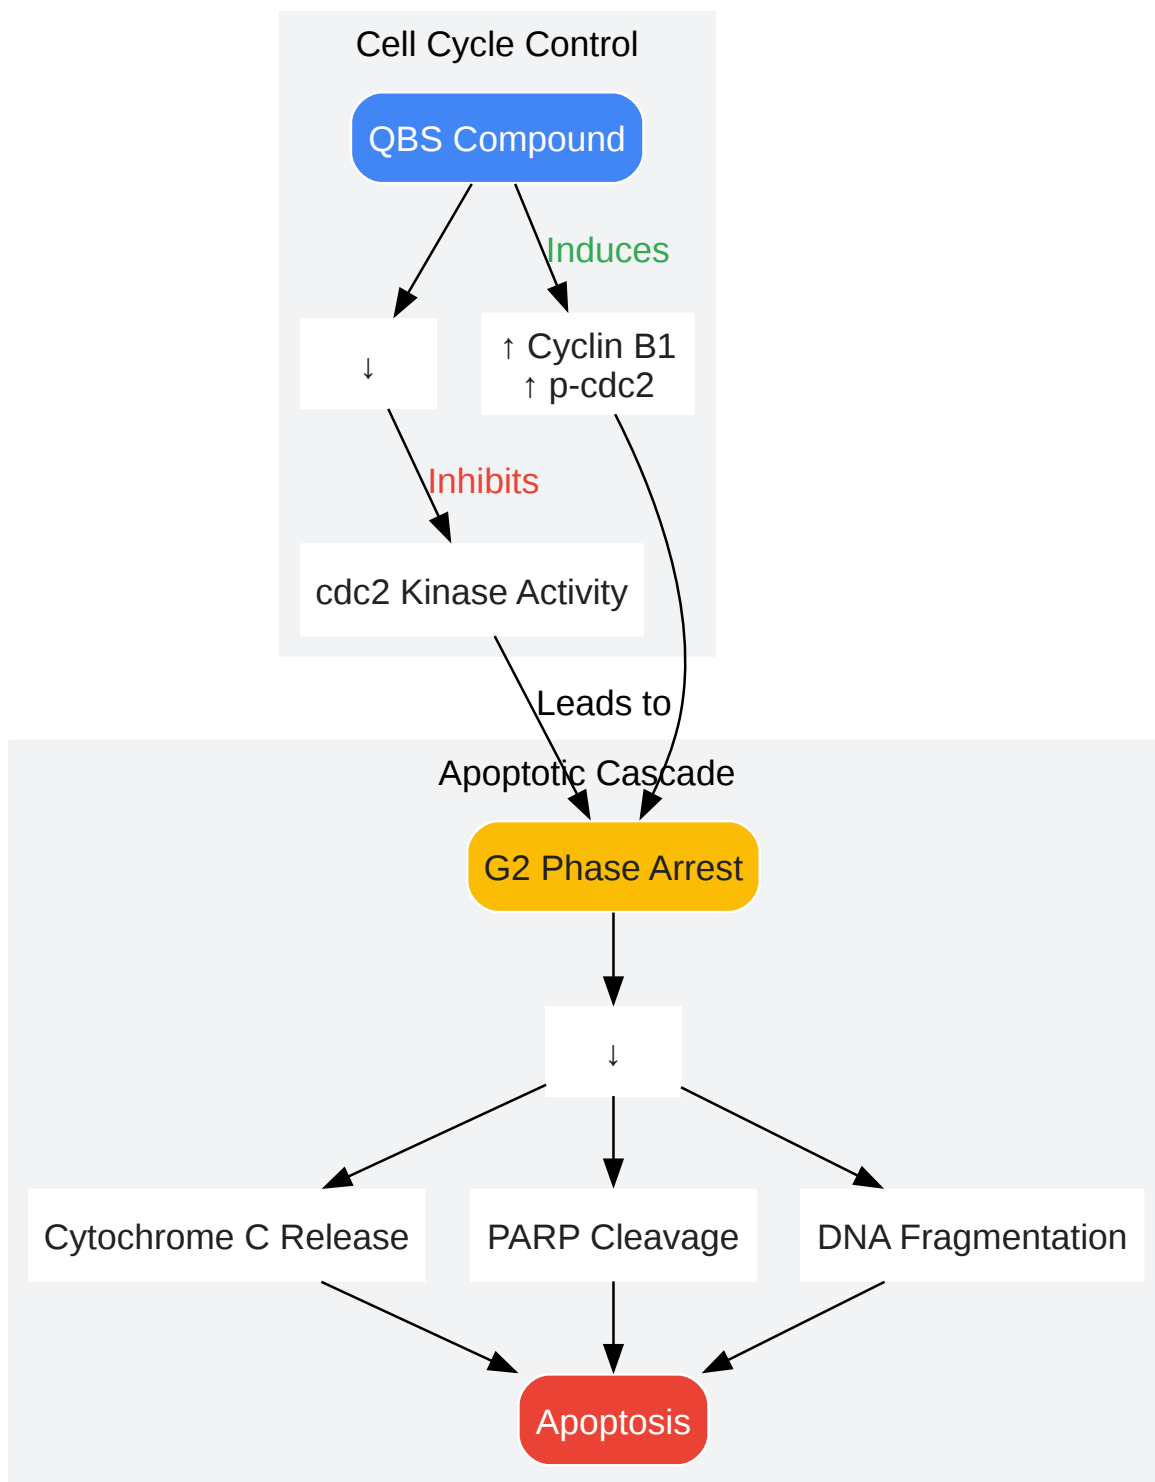 Cell Cycle Control
QBS Compound
Induces
↓
↑ Cyclin B1
↑ p-cdc2
Inhibits
cdc2 Kinase Activity
Leads to
Apoptotic Cascade
G2 Phase Arrest
↓
Cytochrome C Release
PARP Cleavage
DNA Fragmentation
Apoptosis